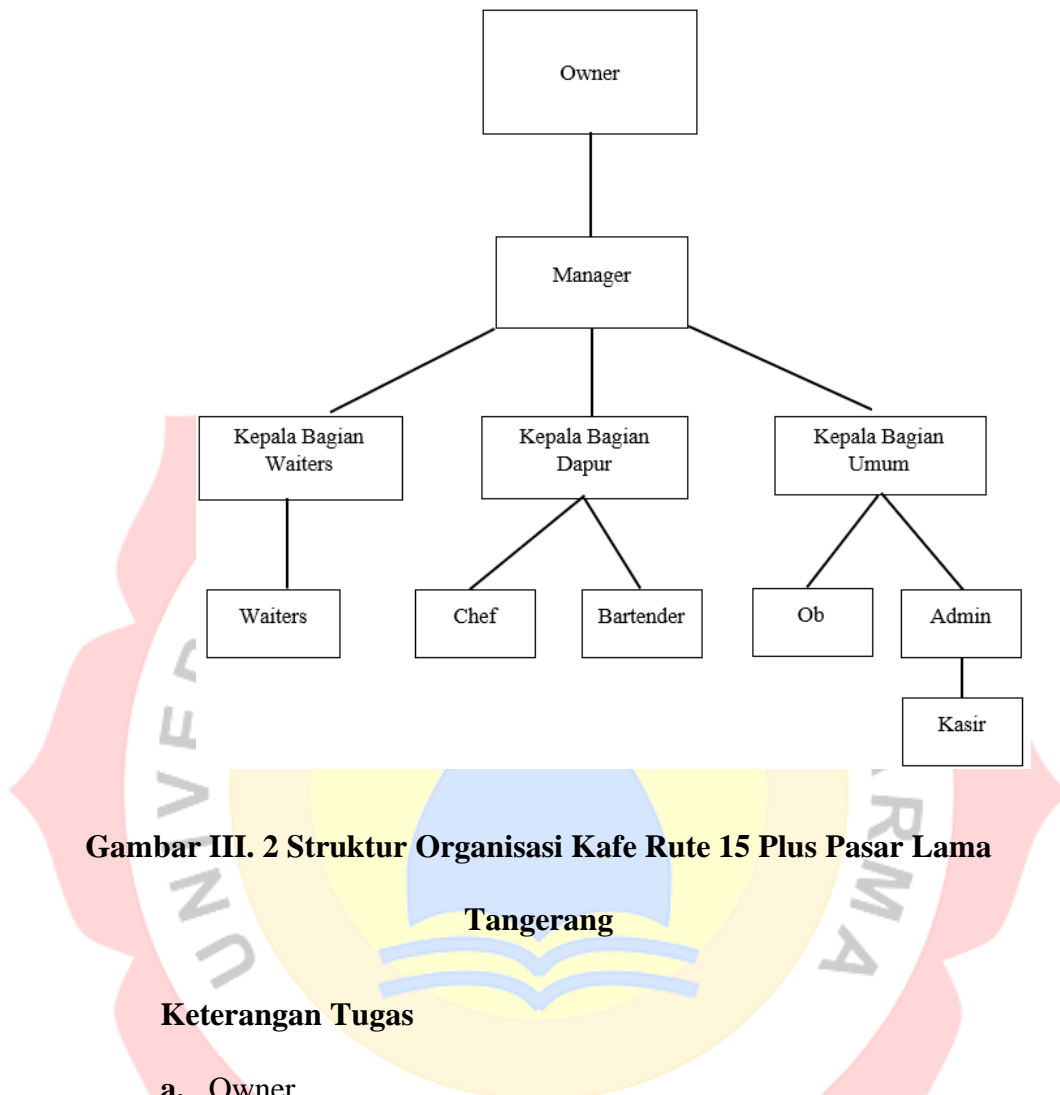 Owner
Manager
Kepala Bagian
Waiters
Kepala Bagian
Dapur
Kepala Bagian
Umum
Waiters
Chef
Bartender
Ob
Admin
Kasir
Gambar III. 2 Struktur Organisasi Kafe Rute 15 Plus Pasar Lama
Tangerang
Keterangan Tugas
a. Owner